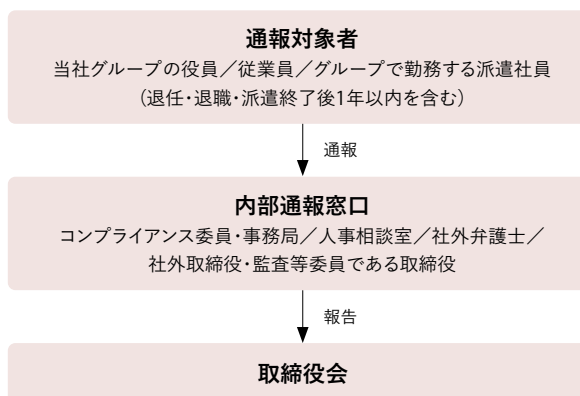 通報対象者
当社グループの役員／従業員／グループで勤務する派遣社員
（退任・退職・派遣終了後1年以内を含む）
通報
内部通報窓口
コンプライアンス委員・事務局／人事相談室／社外弁護士／
社外取締役・監査等委員である取締役
報告
取締役会